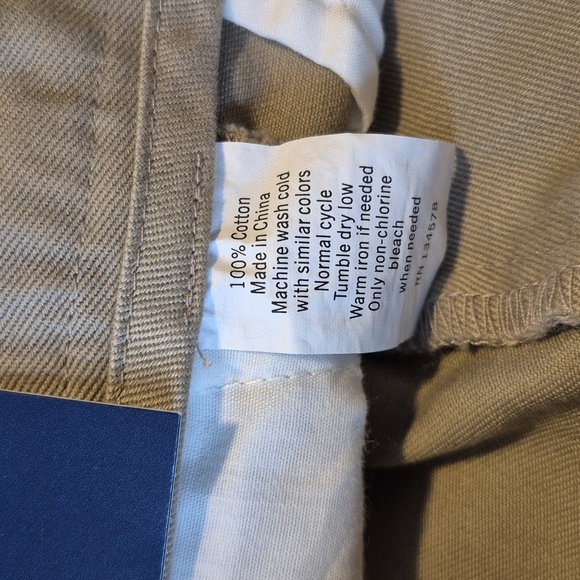 100% Cotton
Made in China
Machine wash cold
with similar colors
Normal cycle
Tumble dry low
Warm iron if needed
Only non-chlorine
bleach
when needed
RN 134578